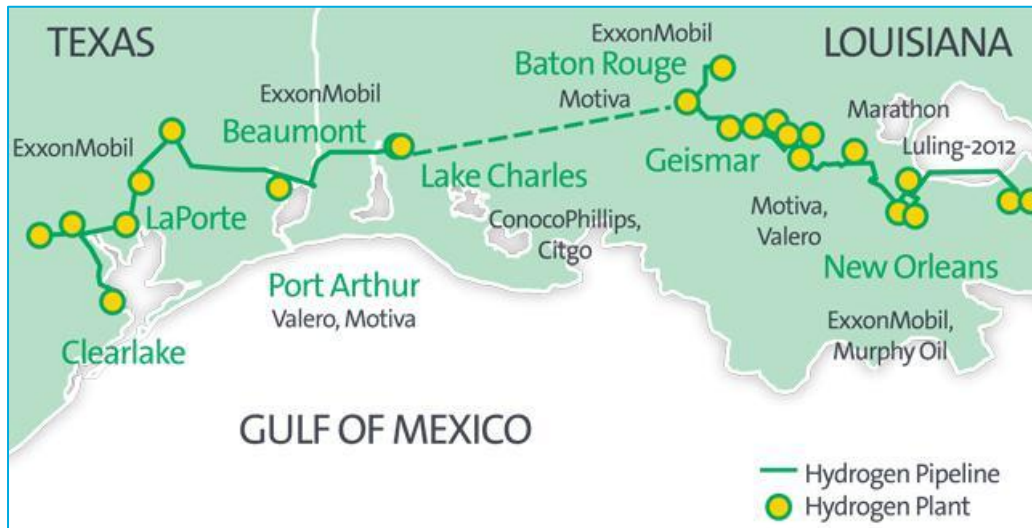 TEXAS
ExxonMobil
LOUISIANA
Baton Rouge
Motiva
ExxonMobil
Beaumont
ExxonMobil
Marathon
Luling-2012
Geismar
Lake Charles
LaPorte
ConocoPhillips,
Citgo
Motiva,
Valero
New Orleans
Port Arthur
Valero, Motiva
ExxonMobil,
Murphy Oil
Clearlake
GULF OF MEXICO
Hydrogen Pipeline
Hydrogen Plant